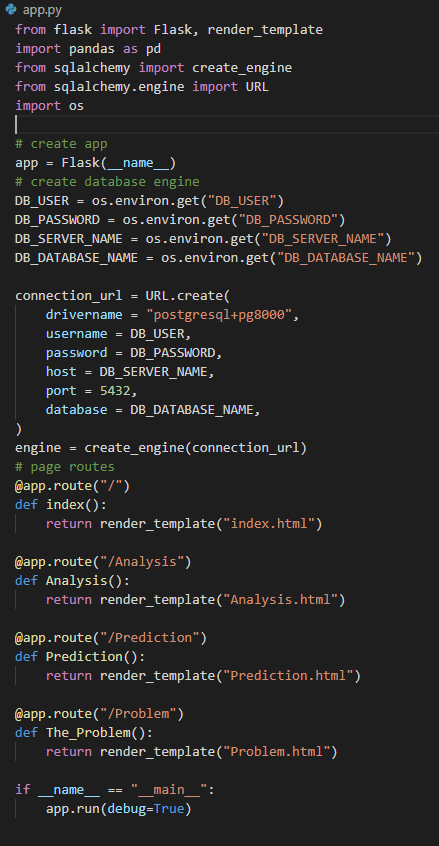 app.py
from flask import Flask, render_template
import pandas as pd
from sqlalchemy import create_engine
from sqlalchemy.engine import URL
import os
# create app
app = Flask(__name__)
# create database engine
DB_USER = os.environ.get("DB_USER")
DB_PASSWORD = os.environ.get("DB_PASSWORD")
DB_SERVER_NAME = os.environ.get("DB_SERVER_NAME")
DB_DATABASE_NAME = os.environ.get("DB_DATABASE_NAME")
connection_url = URL.create(
    drivername = "postgresql+pg8000",
    username = DB_USER,
    password = DB_PASSWORD,
    host = DB_SERVER_NAME,
    port = 5432,
    database = DB_DATABASE_NAME,
)
engine = create_engine(connection_url)
# page routes
@app.route("/")
def index():
    return render_template("index.html")
@app.route("/Analysis")
def Analysis():
    return render_template("Analysis.html")
@app.route("/Prediction")
def Prediction():
    return render_template("Prediction.html")
@app.route("/Problem")
def The_Problem():
    return render_template("Problem.html")
if __name__ == "__main__":
    app.run(debug=True)